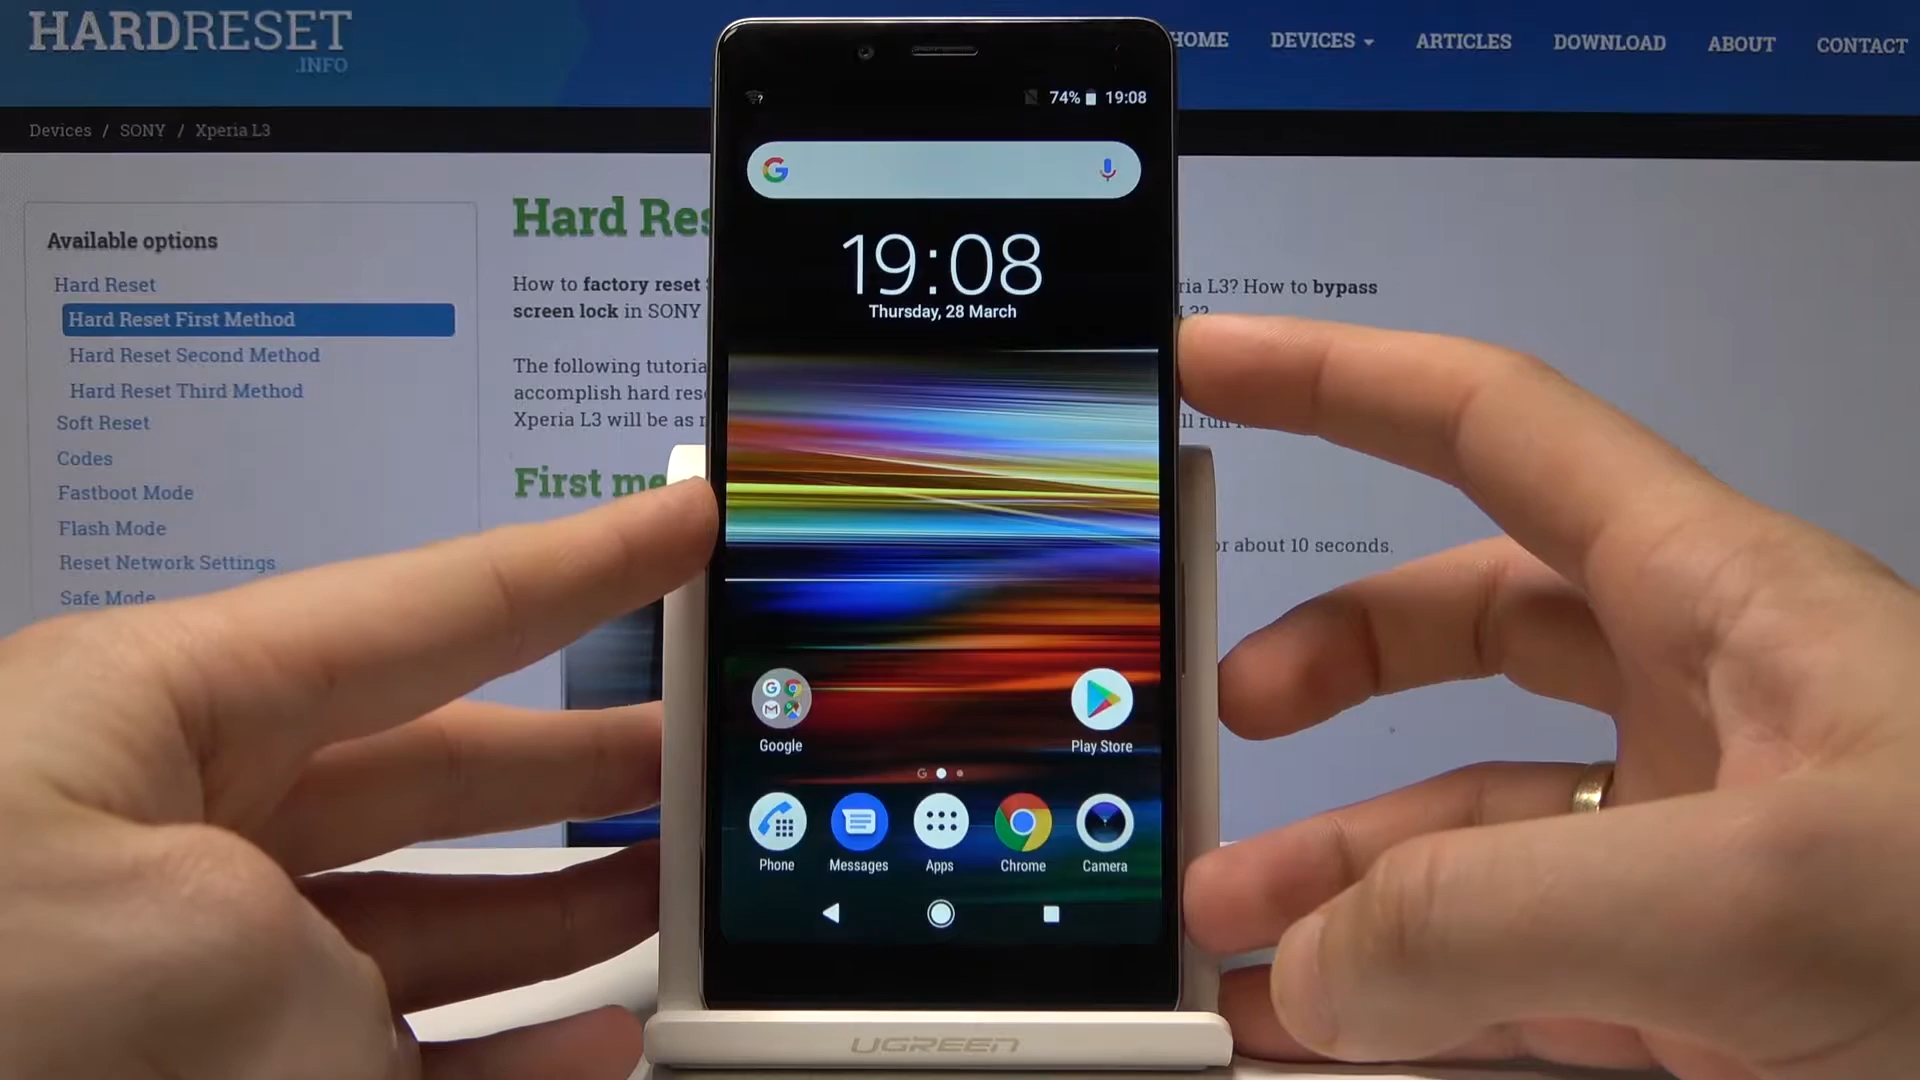 HARDRESET
.INFO
HOME
DEVICES
ARTICLES
DOWNLOAD
ABOUT
CONTACT
Devices / SONY / Xperia L3
Available options
Hard Reset
Hard Reset First Method
Hard Reset Second Method
Hard Reset Third Method
Soft Reset
Codes
Fastboot Mode
Flash Mode
Reset Network Settings
Safe Mode
Hard Res
How to factory reset
screen lock in SONY
The following tutoria
accomplish hard res
Xperia L3 will be as
First me
ria L3? How to bypass
or about 10 seconds.
74% 19:08
19:08
Thursday, 28 March
Google
Play Store
Phone
Messages
Apps
Chrome
Camera
UGREEN